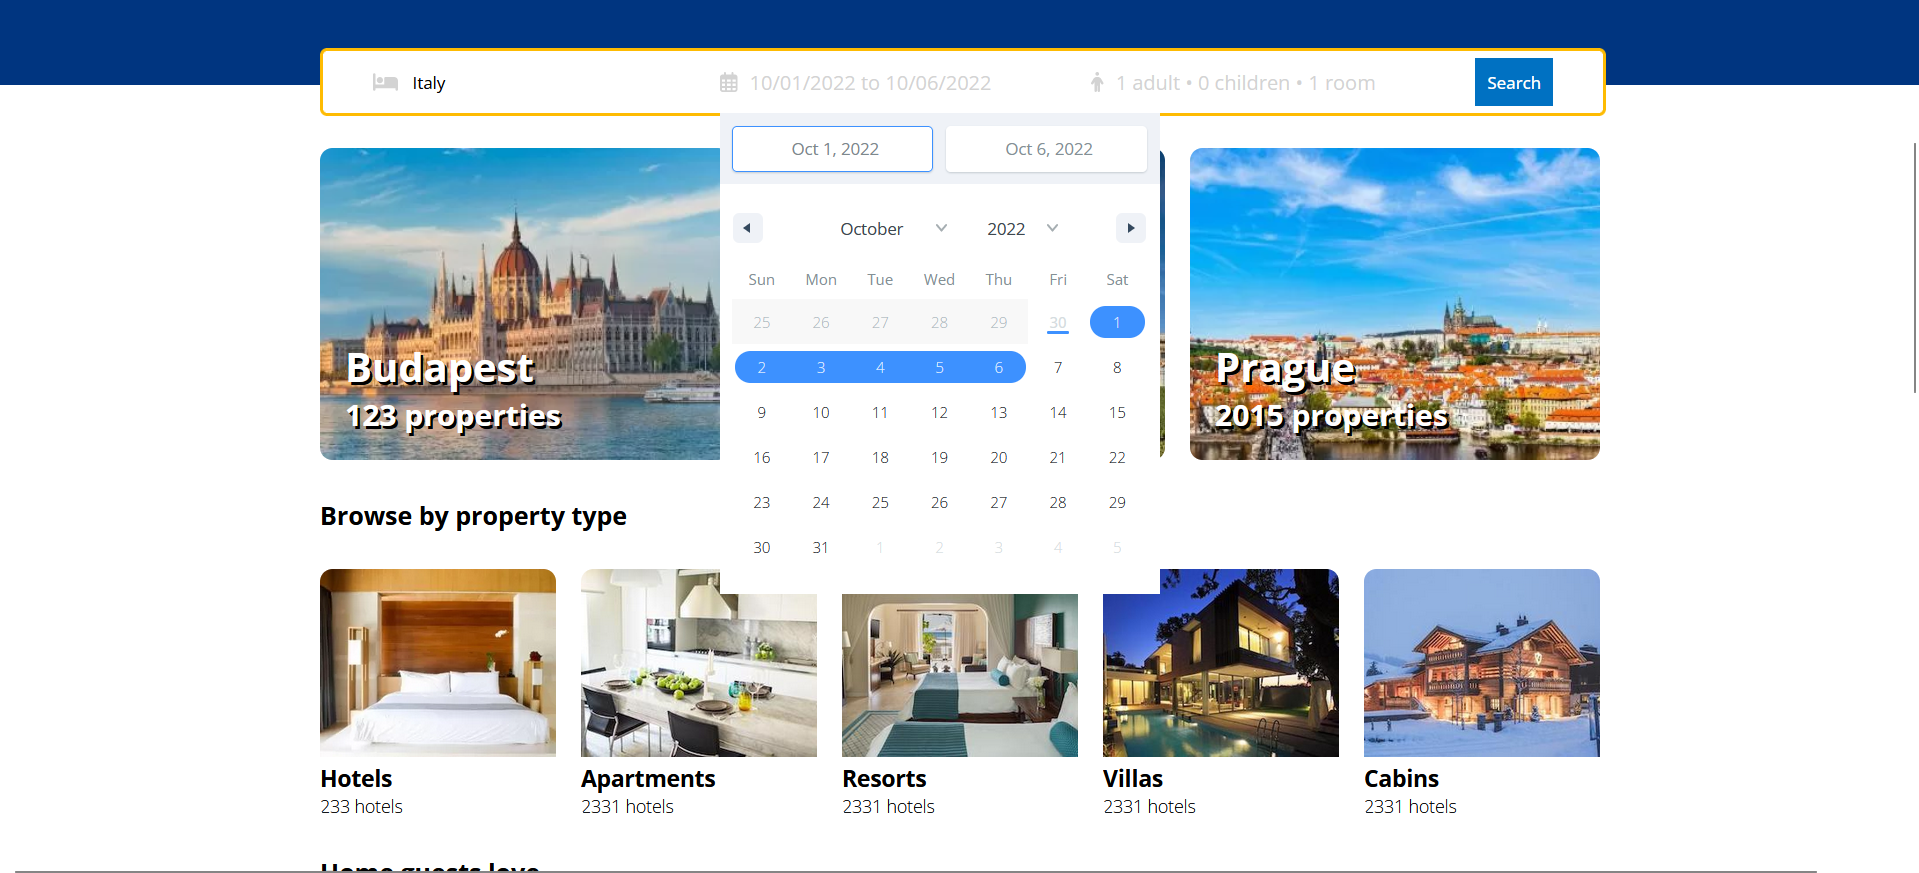 Italy
10/01/2022 to 10/06/2022
1 adult • 0 children • 1 room
Search
Oct 1, 2022
Oct 6, 2022
October
2022
Sun Mon Tue Wed Thu Fri Sat
25 26 27 28 29 30 1
2 3 4 5 6 7 8
9 10 11 12 13 14 15
16 17 18 19 20 21 22
23 24 25 26 27 28 29
30 31 1 2 3 4 5
Budapest
123 properties
Prague
2015 properties
Browse by property type
Hotels
233 hotels
Apartments
2331 hotels
Resorts
2331 hotels
Villas
2331 hotels
Cabins
2331 hotels
Home guests love